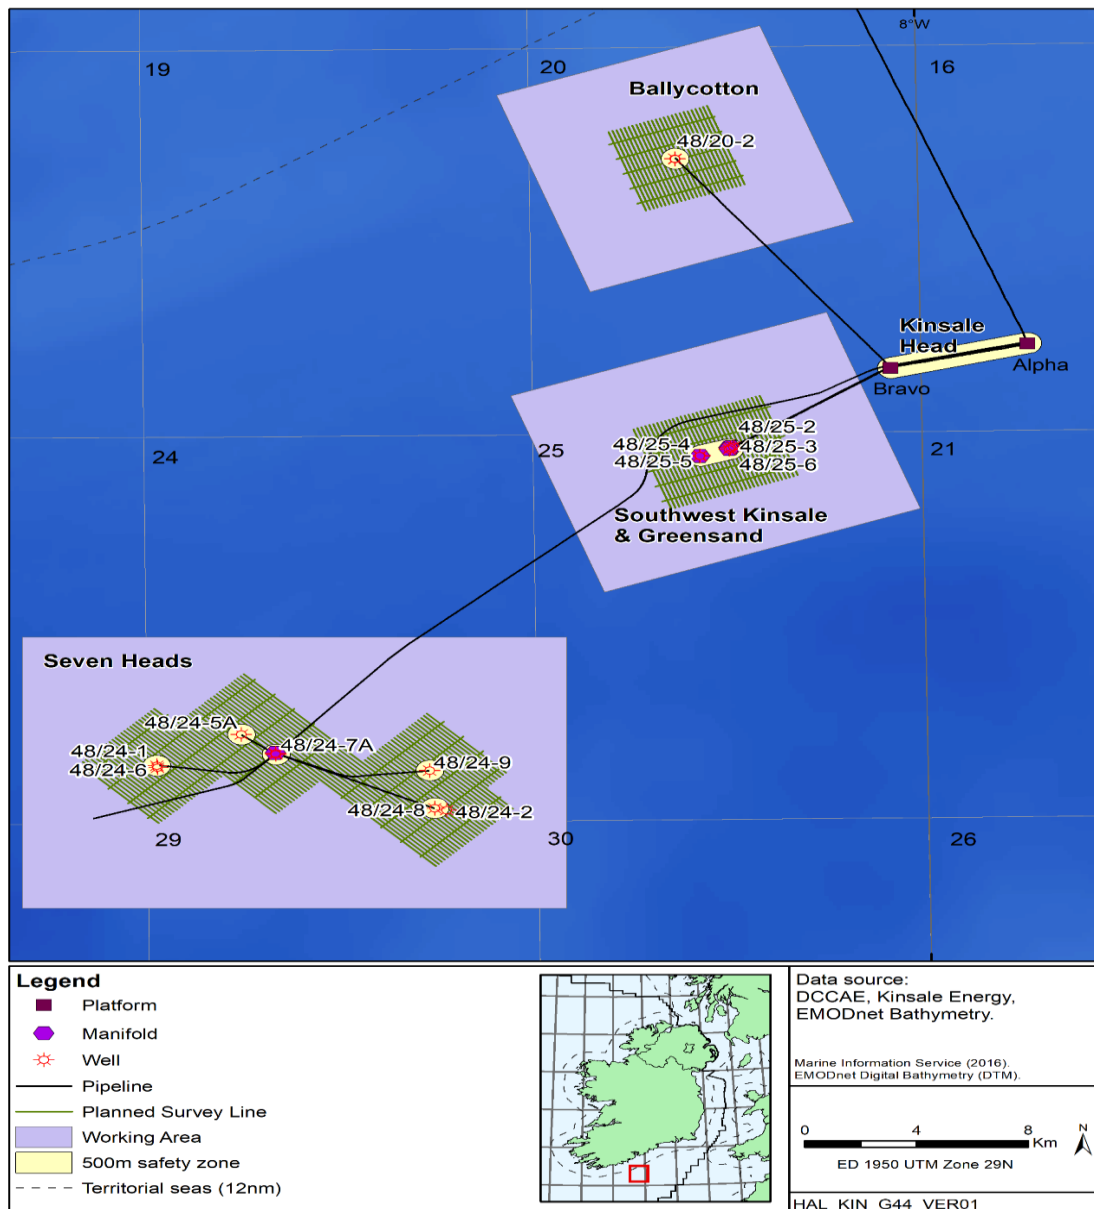 8°W
19
20
16
Ballycotton
48/20-2
Kinsale
Head
Alpha
Bravo
24
25
21
48/25-2
48/25-4
48/25-3
48/25-5
48/25-6
Southwest Kinsale
& Greensand
Seven Heads
48/24-5A
48/24-7A
48/24-1
48/24-6
48/24-9
48/24-8
48/24-2
29
30
26
Legend
Platform
Manifold
Well
Pipeline
Planned Survey Line
Working Area
500m safety zone
Territorial seas (12nm)
Data source:
DCCAE, Kinsale Energy,
EMODnet Bathymetry.
Marine Information Service (2016).
EMODnet Digital Bathymetry (DTM).
0 4 8
Km
N
ED 1950 UTM Zone 29N
HAL_KIN_G44_VER01